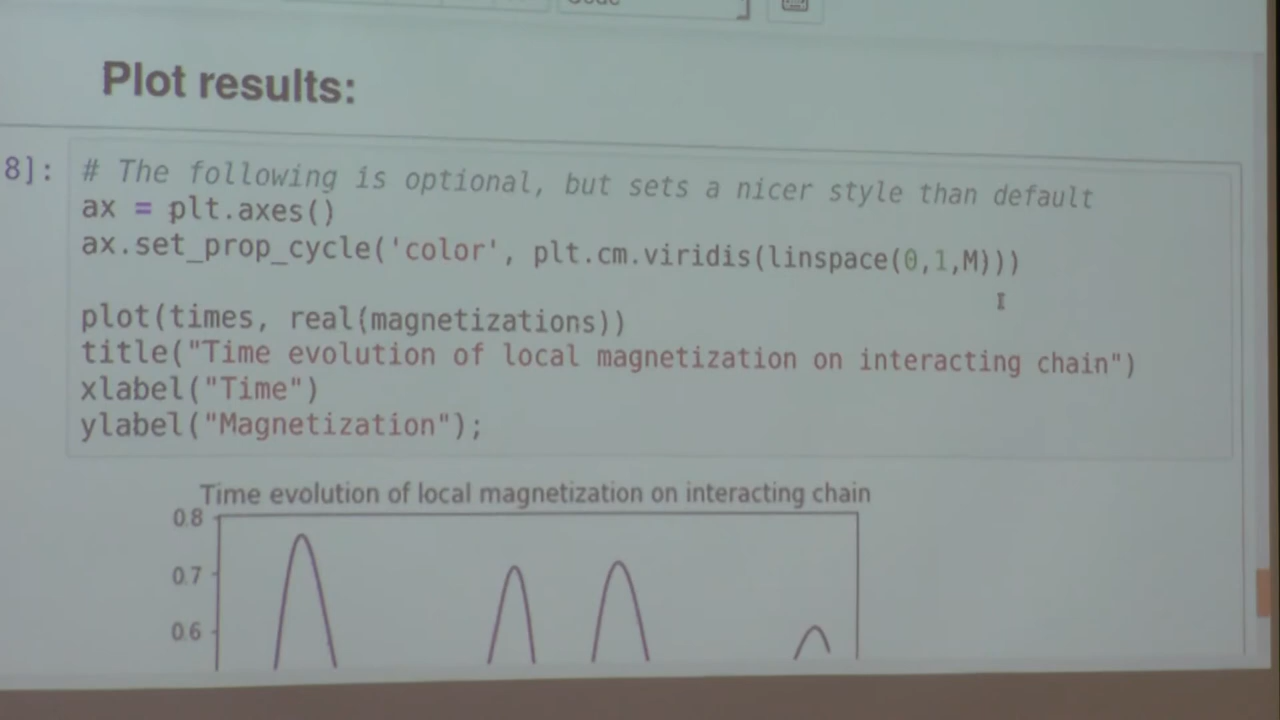 Plot results:
8]:
# The following is optional, but sets a nicer style than default
ax = plt.axes()
ax.set_prop_cycle('color', plt.cm.viridis(linspace(0,1,M)))
plot(times, real(magnetizations))
title("Time evolution of local magnetization on interacting chain")
xlabel("Time")
ylabel("Magnetization");
Time evolution of local magnetization on interacting chain
0.8
0.7
0.6